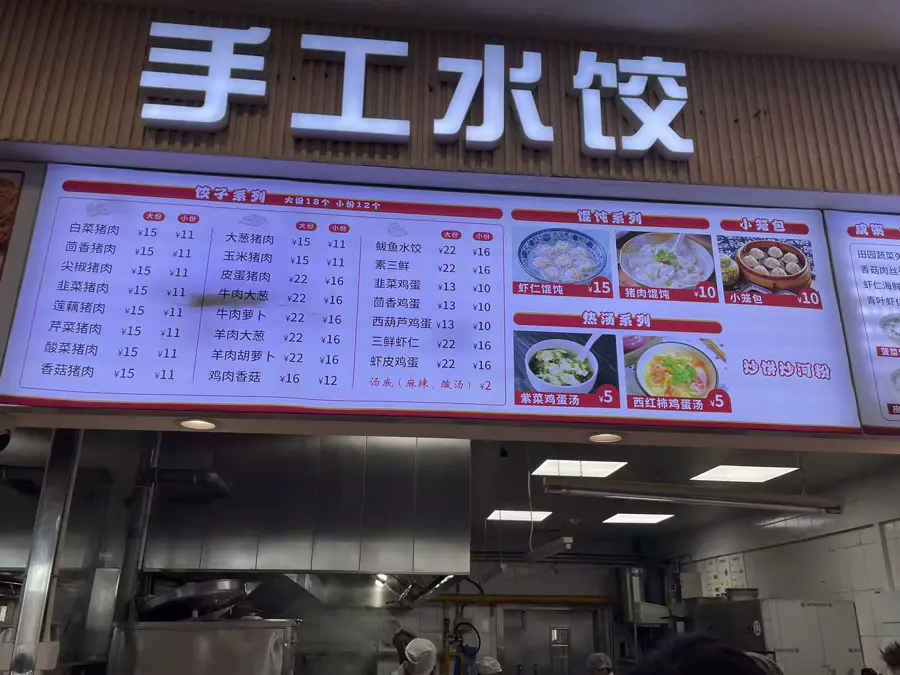 手工水饺
饺子系列 大份18个 小份12个
大份 小份
白菜猪肉 ¥15 ¥11
茴香猪肉 ¥15 ¥11
尖椒猪肉 ¥15 ¥11
韭菜猪肉 ¥15 ¥11
莲藕猪肉 ¥15 ¥11
芹菜猪肉 ¥15 ¥11
酸菜猪肉 ¥15 ¥11
香菇猪肉 ¥15 ¥11
大份 小份
大葱猪肉 ¥15 ¥11
玉米猪肉 ¥15 ¥11
皮蛋猪肉 ¥22 ¥16
牛肉大葱 ¥22 ¥16
牛肉萝卜 ¥22 ¥16
羊肉大葱 ¥22 ¥16
羊肉胡萝卜 ¥22 ¥16
鸡肉香菇 ¥16 ¥12
大份 小份
鲅鱼水饺 ¥22 ¥16
素三鲜 ¥22 ¥16
韭菜鸡蛋 ¥13 ¥10
茴香鸡蛋 ¥13 ¥10
西葫芦鸡蛋 ¥13 ¥10
三鲜虾仁 ¥22 ¥16
虾皮鸡蛋 ¥22 ¥16
汤底（麻辣、酸汤）¥2
馄饨系列
虾仁馄饨 ¥15
猪肉馄饨 ¥10
热汤系列
紫菜鸡蛋汤 ¥5
西红柿鸡蛋汤 ¥5
小笼包
小笼包 ¥10
炒饼炒河粉
田园蔬菜
香菇肉丝
虾仁海鲜
青叶虾仁